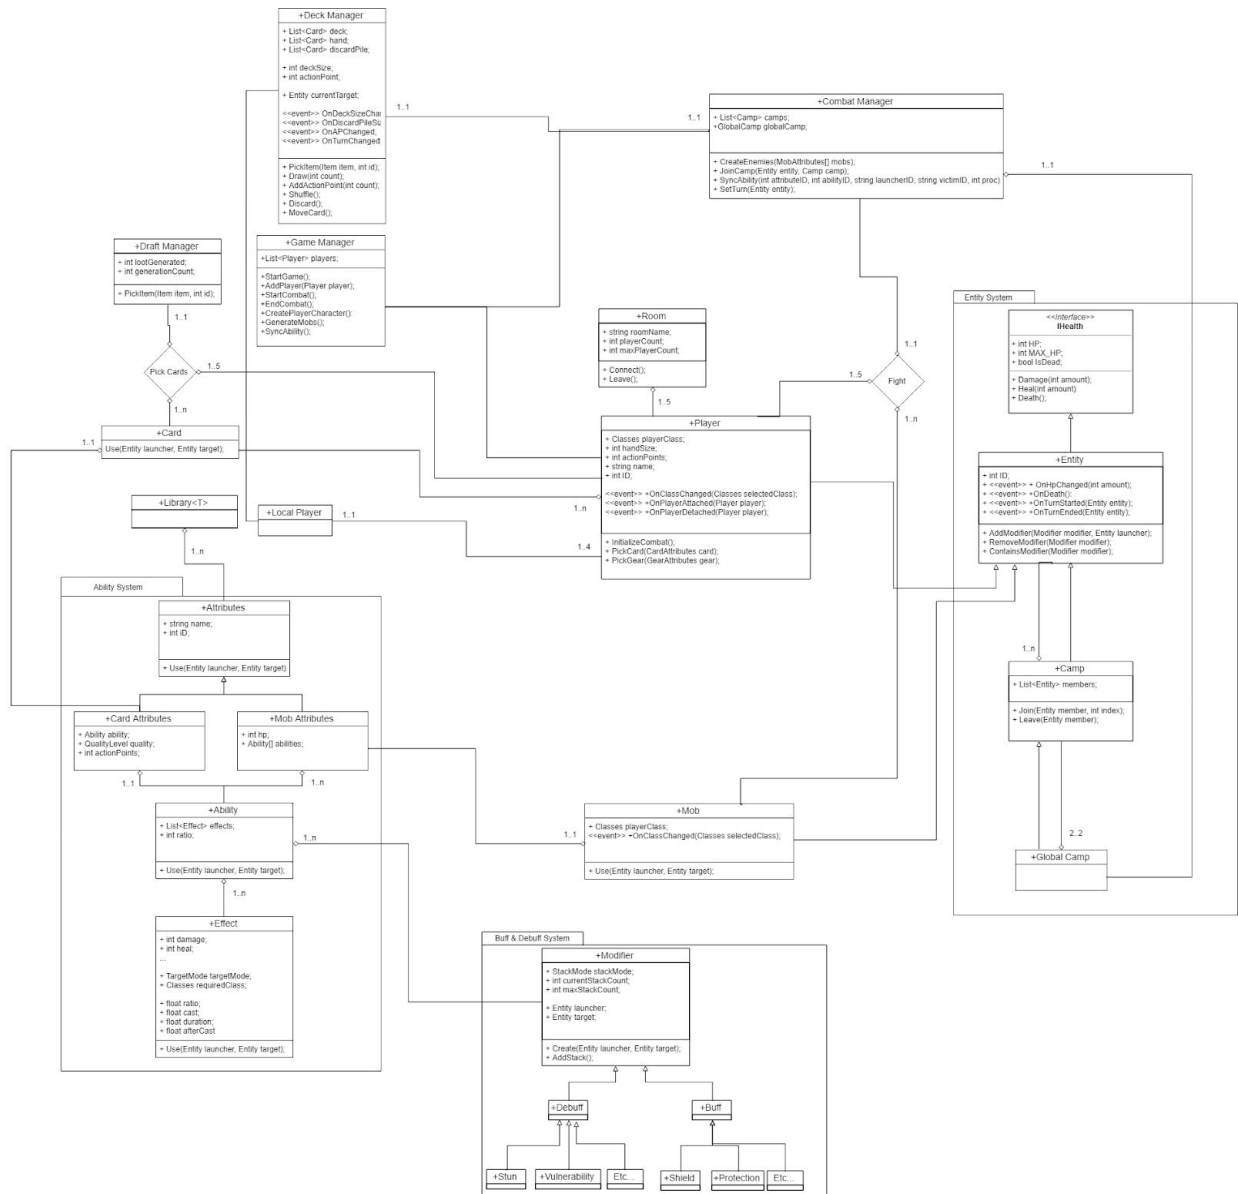 +Deck Manager
+ List<Card> deck;
+ List<Card> hand;
+ List<Card> discardPile;
+ int deckSize;
+ int actionPoint;
+ Entity currentTarget;
<<event>> OnDeckSizeCha
<<event>> OnDiscardPileSi
<<event>> OnAPChanged;
<<event>> OnTurnChanged
+ PickItem(Item item, int id);
+ Draw(int count);
+ AddActionPoint(int count);
+ Shuffle();
+ Discard();
+ MoveCard();
1..1
1..1
+Combat Manager
+ List<Camp> camps;
+GlobalCamp globalCamp;
+ CreateEnemies(MobAttributes[] mobs);
+ JoinCamp(Entity entity, Camp camp);
+ SyncAbility(int attributeID, int abilityID, string launcherID, string victimID, int proc)
+ SetTurn(Entity entity);
1..1
+Game Manager
+List<Player> players;
+StartGame();
+AddPlayer(Player player);
+StartCombat();
+EndCombat();
+CreatePlayerCharacter();
+GenerateMobs();
+SyncAbility();
+Draft Manager
+ int lootGenerated;
+ int generationCount;
+ PickItem(Item item, int id);
1..1
Pick Cards
1..5
1..n
+Card
Use(Entity launcher, Entity target);
1..1
+Room
+ string roomName;
+ int playerCount;
+ int maxPlayerCount;
+ Connect();
+ Leave();
1..5
1..1
1..5
Fight
1..n
+Player
+ Classes playerClass;
+ int handSize;
+ int actionPoints;
+ string name;
+ int ID;
<<event>> +OnClassChanged(Classes selectedClass);
<<event>> +OnPlayerAttached(Player player);
<<event>> +OnPlayerDetached(Player player);
+ InitializeCombat();
+ PickCard(CardAttributes card);
+ PickGear(GearAttributes gear);
1..n
1..4
+Local Player
1..1
+Library<T>
1..n
Entity System
<<Interface>>
IHealth
+ int HP;
+ int MAX_HP;
+ bool IsDead;
+ Damage(int amount);
+ Heal(int amount)
+ Death();
+Entity
+ int ID;
+ <<event>> + OnHpChanged(int amount);
+ <<event>> +OnDeath();
+ <<event>> +OnTurnStarted(Entity entity);
+ <<event>> +OnTurnEnded(Entity entity);
+ AddModifier(Modifier modifier, Entity launcher);
+ RemoveModifier(Modifier modifier);
+ ContainsModifier(Modifier modifier);
1..n
+Camp
+ List<Entity> members;
+ Join(Entity member, int index);
+ Leave(Entity member);
2..2
+Global Camp
Ability System
+Attributes
+ string name;
+ int iD;
+ Use(Entity launcher, Entity target)
+Card Attributes
+ Ability ability;
+ QualityLevel quality;
+ int actionPoints;
+Mob Attributes
+ int hp;
+ Ability[] abilities;
1..1
1..n
+Ability
+ List<Effect> effects;
+ int ratio;
+ Use(Entity launcher, Entity target);
1..n
1..n
+Effect
+ int damage;
+ int heal;
...
+ TargetMode targetMode;
+ Classes requiredClass;
+ float ratio;
+ float cast;
+ float duration;
+ float afterCast
+ Use(Entity launcher, Entity target);
1..1
+Mob
+ Classes playerClass;
<<event>> +OnClassChanged(Classes selectedClass);
+ Use(Entity launcher, Entity target);
Buff & Debuff System
+Modifier
+ StackMode stackMode;
+ int currentStackCount;
+ int maxStackCount;
+ Entity launcher;
+ Entity target;
+ Create(Entity launcher, Entity target);
+ AddStack();
+Debuff
+Buff
+Stun
+Vulnerability
Etc...
+Shield
+Protection
Etc...